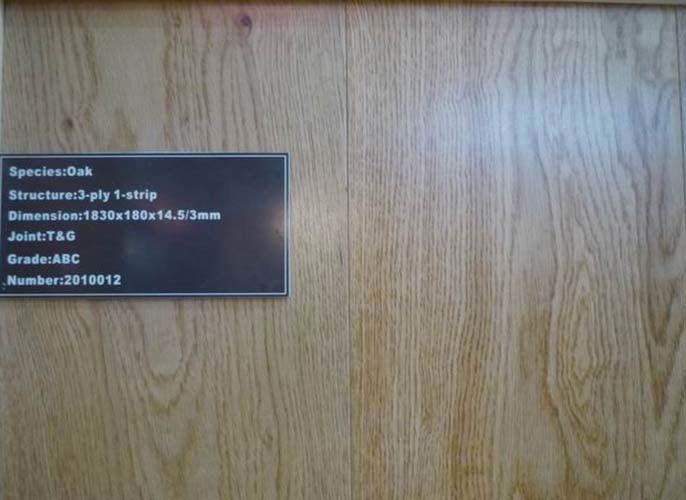 Species:Oak
Structure:3-ply 1-strip
Dimension:1830x180x14.5/3mm
Joint:T&G
Grade:ABC
Number:2010012